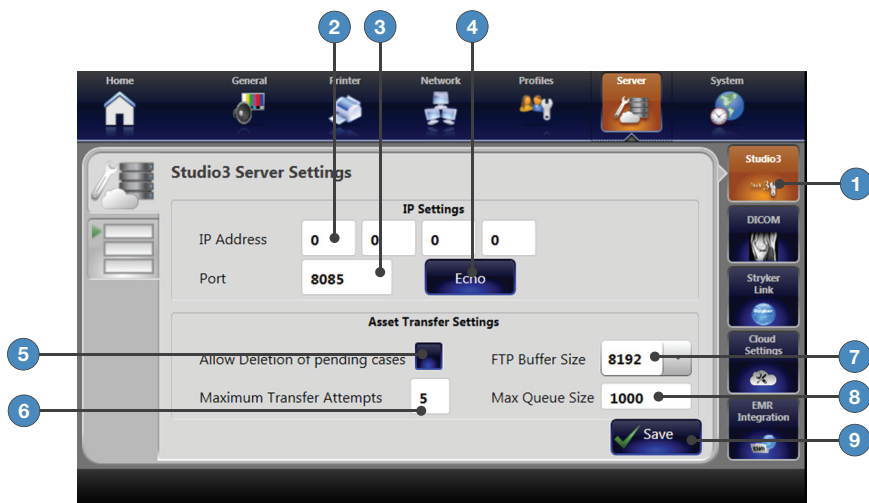 2 3 4
Home General Printer Network Profiles Server System
Studio3
1
Studio3 Server Settings
IP Settings
DICOM
IP Address 0 0 0 0
Port 8085 Echo
Stryker
Link
Asset Transfer Settings
Cloud
Settings
5 Allow Deletion of pending cases FTP Buffer Size 8192 7
6 Maximum Transfer Attempts 5 Max Queue Size 1000 8
EMR
Integration
Save 9